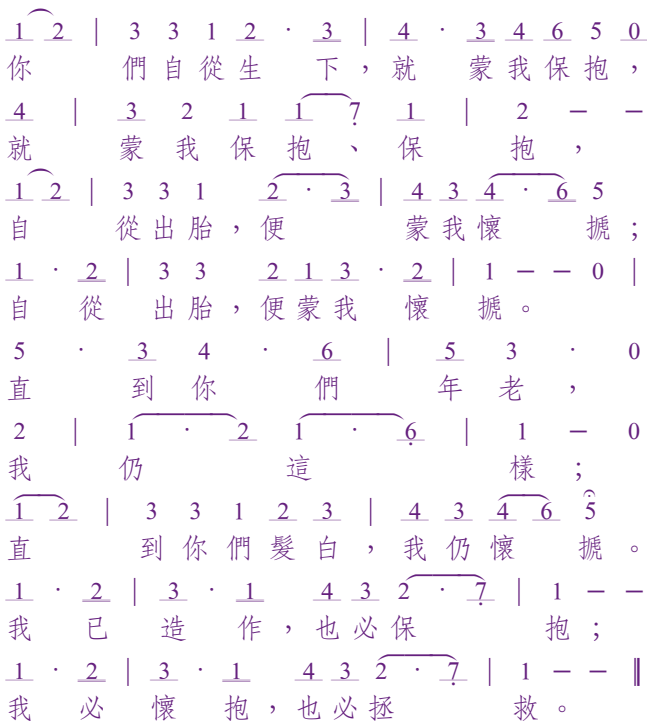 1 2 | 3 3 1 2 · 3 | 4 · 3 4 6 5 0
你們自從生下，就蒙我保抱，
4 | 3 2 1 1 7̣ 1 | 2 – –
就蒙我保抱、保抱，
1 2 | 3 3 1 2 · 3 | 4 3 4 · 6 5
自從出胎，便蒙我懷搋；
1 · 2 | 3 3 2 1 3 · 2 | 1 – – 0 |
自從出胎，便蒙我懷搋。
5 · 3 4 · 6 | 5 3 · 0
直到你們年老，
2 | 1 · 2 1 · 6̣ | 1 – 0
我仍這樣；
1 2 | 3 3 1 2 3 | 4 3 4 6 5
直到你們髮白，我仍懷搋。
1 · 2 | 3 · 1 4 3 2 · 7̣ | 1 – –
我已造作，也必保抱；
1 · 2 | 3 · 1 4 3 2 · 7̣ | 1 – – ‖
我必懷抱，也必拯救。